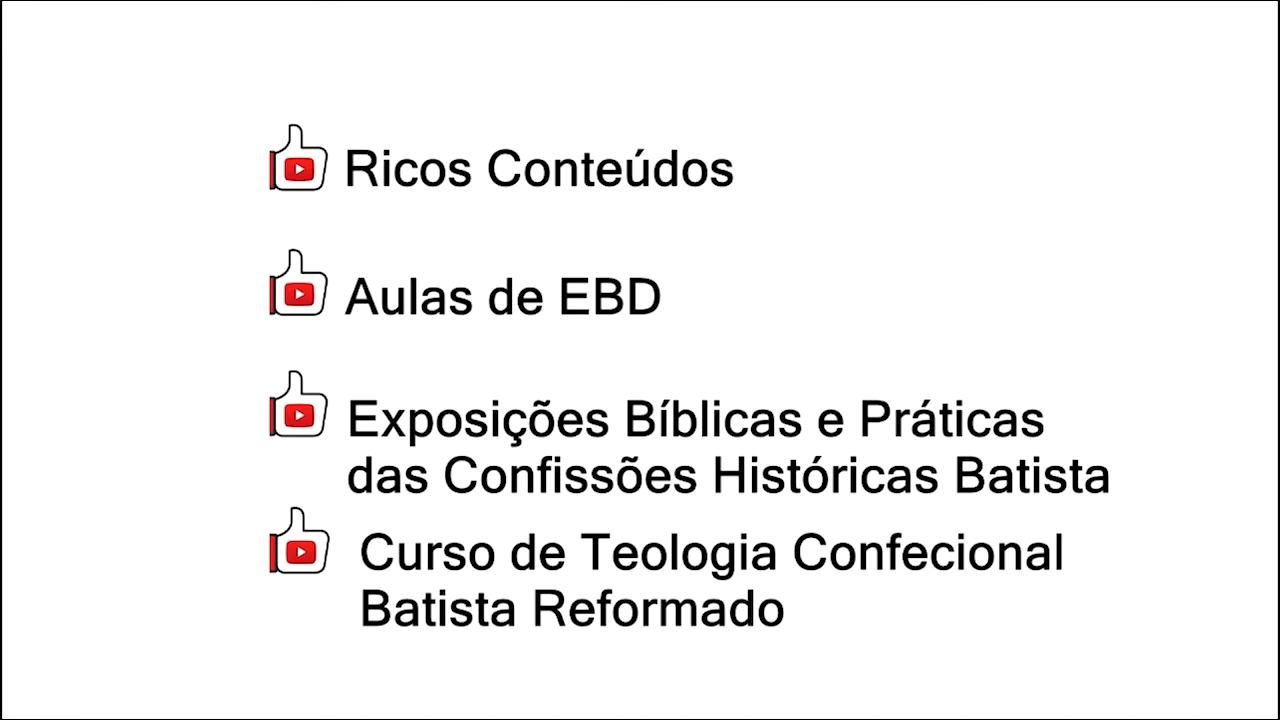 Ricos Conteúdos
Aulas de EBD
Exposições Bíblicas e Práticas
das Confissões Históricas Batista
Curso de Teologia Confecional
Batista Reformado